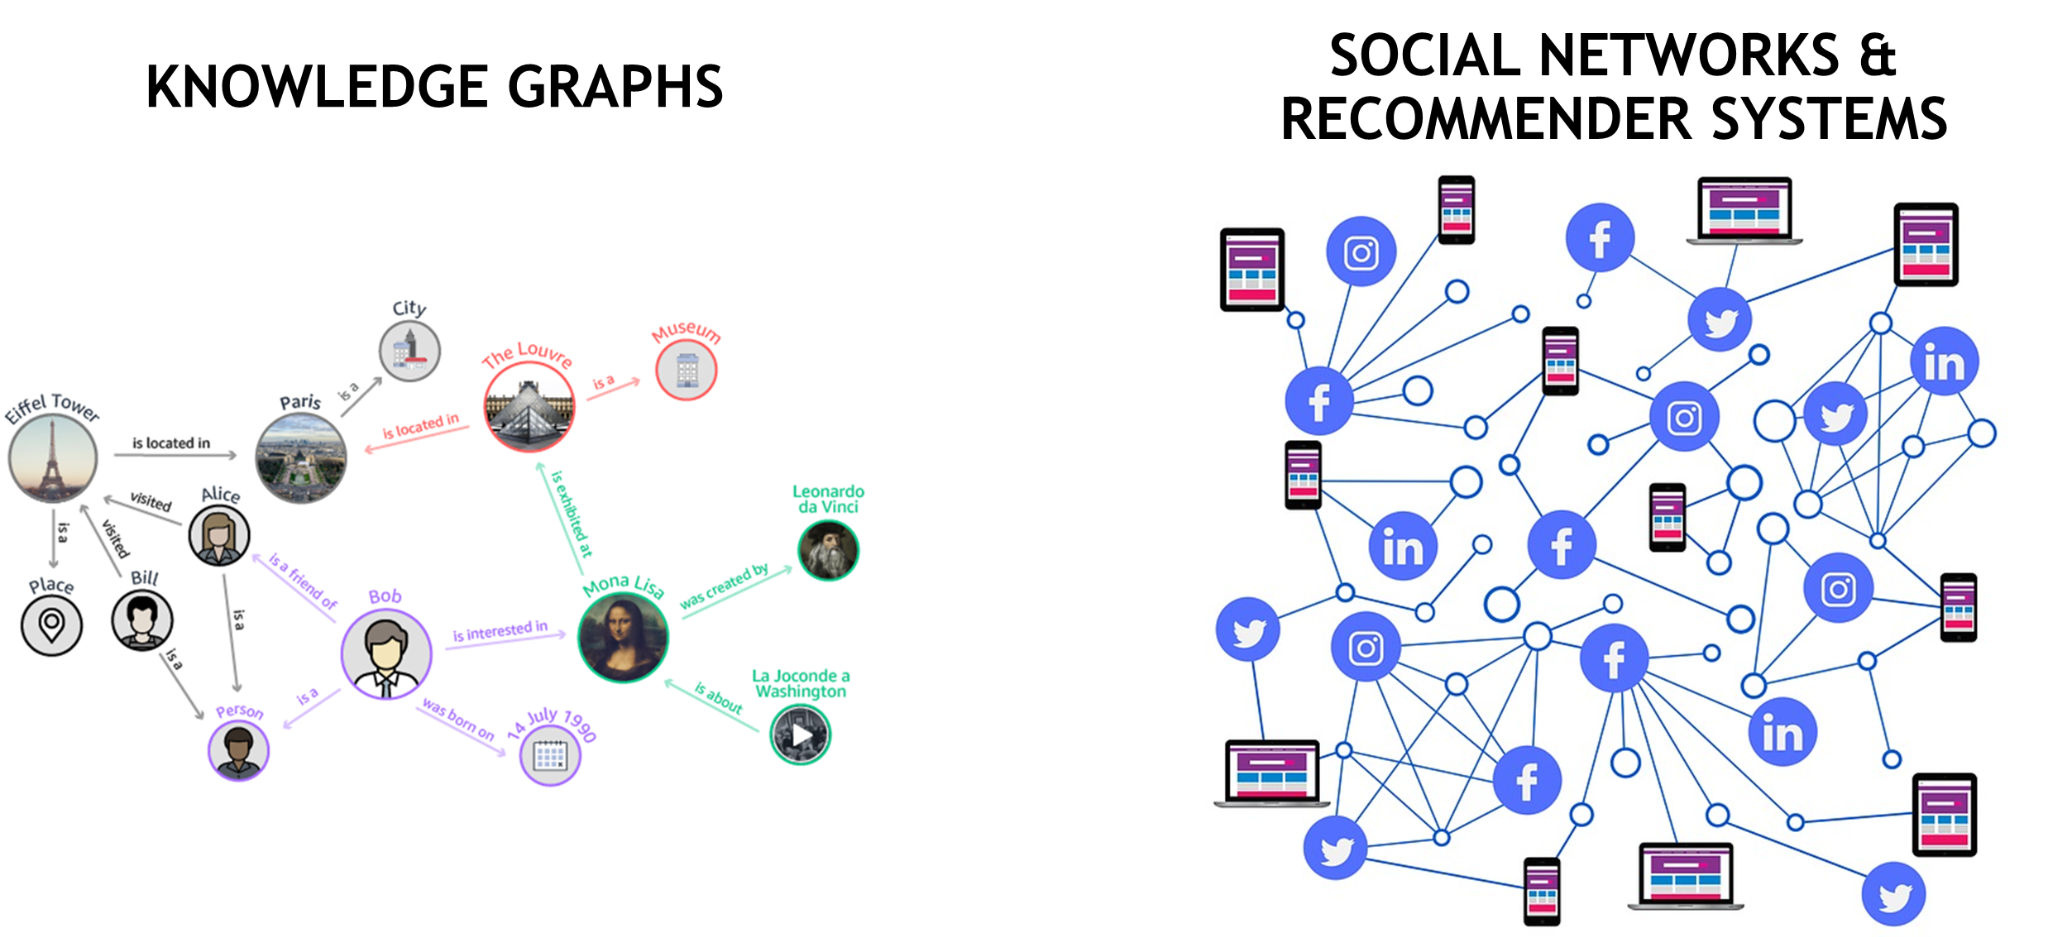 KNOWLEDGE GRAPHS
SOCIAL NETWORKS &
RECOMMENDER SYSTEMS
City
The Louvre
Museum
is a
is a
Eiffel Tower
Paris
is located in
is located in
visited
Alice
is exhibited at
Leonardo
da Vinci
is a
visited
Place
Bill
is a friend of
Bob
Mona Lisa
was created by
is a
is interested in
is a
is a
La Joconde a
Washington
is about
Person
was born on
14 July 1990
f
f
in
f
in
f
f
in
f